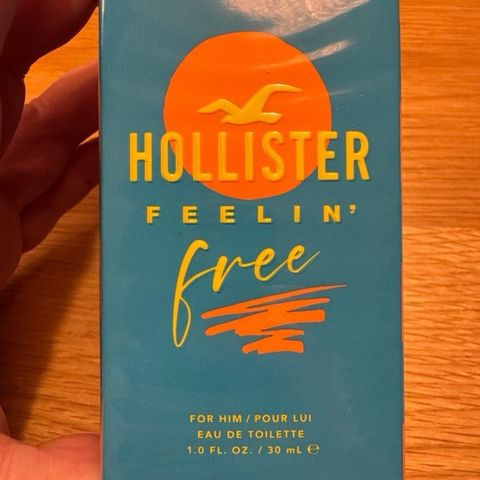 HOLLISTER
FEELIN'
free
FOR HIM / POUR LUI
EAU DE TOILETTE
1.0 FL. OZ. / 30 mL ℮